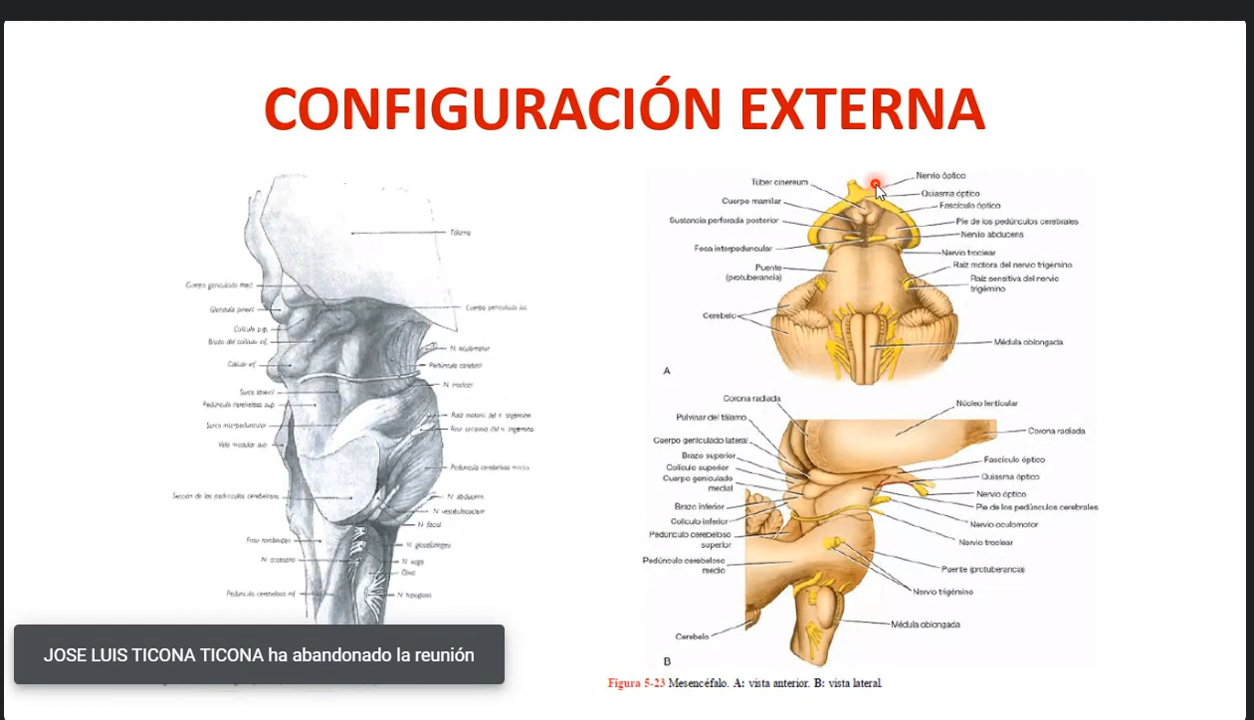 CONFIGURACIÓN EXTERNA
Tálamo
Cuerpo geniculado med.
Glándula pineal
Colículo sup.
Brazo del colículo inf.
Colículo inf.
Surco lateral
Pedúnculo cerebeloso sup.
Surco interpeduncular
Velo medular sup.
Sección de los pedúnculos cerebelosos
Fosa romboidea
N. accesorio
Pedúnculo cerebeloso inf.
Cuerpo geniculado lat.
N. oculomotor
Pedúnculo cerebral
N. troclear
Raíz motora del n. trigémino
Raíz sensorial del n. trigémino
Pedúnculo cerebeloso medio
N. abducens
N. vestibulococlear
N. facial
N. glosofaríngeo
N. vago
Oliva
N. hipogloso
Túber cinereum
Cuerpo mamilar
Sustancia perforada posterior
Fosa interpeduncular
Puente
(protuberancia)
Cerebelo
Nervio óptico
Quiasma óptico
Fascículo óptico
Pie de los pedúnculos cerebrales
Nervio abducens
Nervio troclear
Raíz motora del nervio trigémino
Raíz sensitiva del nervio
trigémino
Médula oblongada
A
Corona radiada
Pulvinar del tálamo
Cuerpo geniculado lateral
Brazo superior
Colículo superior
Cuerpo geniculado
medial
Brazo inferior
Colículo inferior
Pedúnculo cerebeloso
superior
Pedúnculo cerebeloso
medio
Cerebelo
Núcleo lenticular
Corona radiada
Fascículo óptico
Quiasma óptico
Nervio óptico
Pie de los pedúnculos cerebrales
Nervio oculomotor
Nervio troclear
Puente (protuberancia)
Nervio trigémino
Médula oblongada
B
Figura 5-23 Mesencéfalo. A: vista anterior. B: vista lateral.
JOSE LUIS TICONA TICONA ha abandonado la reunión